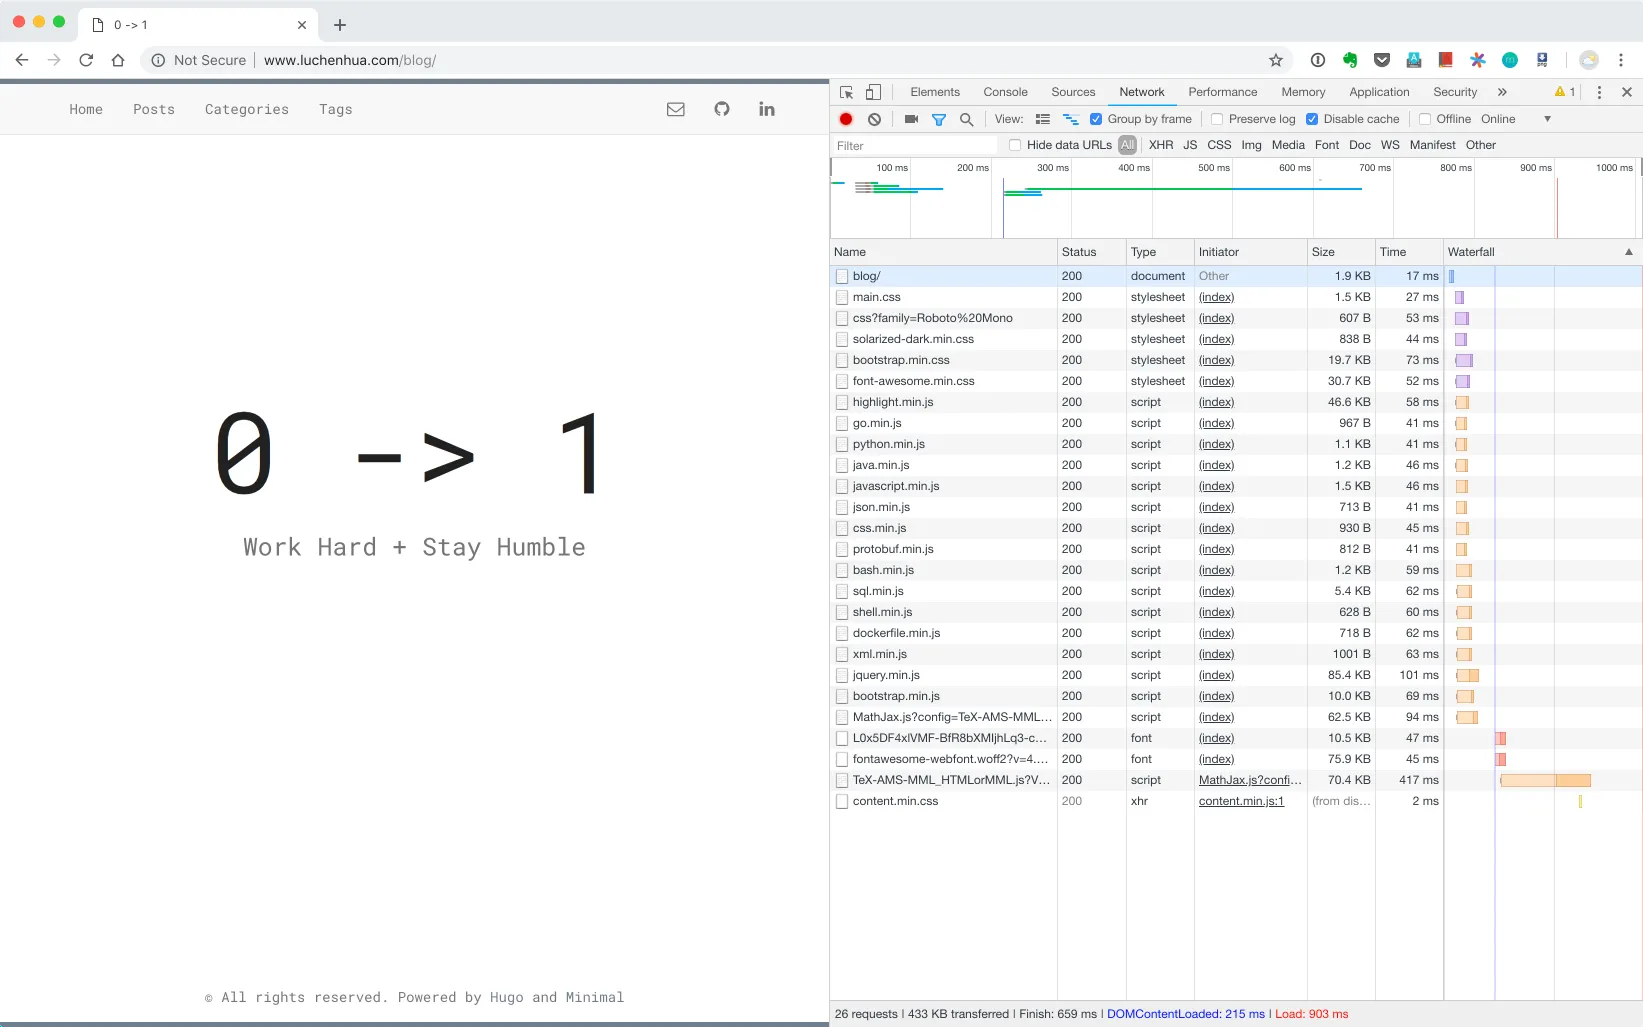 0 -> 1
Not Secure | www.luchenhua.com/blog/
Home Posts Categories Tags
0 -> 1
Work Hard + Stay Humble
© All rights reserved. Powered by Hugo and Minimal
Elements Console Sources Network Performance Memory Application Security » 1
View: Group by frame Preserve log Disable cache Offline Online
Filter Hide data URLs All XHR JS CSS Img Media Font Doc WS Manifest Other
100 ms 200 ms 300 ms 400 ms 500 ms 600 ms 700 ms 800 ms 900 ms 1000 ms
Name Status Type Initiator Size Time Waterfall
blog/ 200 document Other 1.9 KB 17 ms
main.css 200 stylesheet (index) 1.5 KB 27 ms
css?family=Roboto%20Mono 200 stylesheet (index) 607 B 53 ms
solarized-dark.min.css 200 stylesheet (index) 838 B 44 ms
bootstrap.min.css 200 stylesheet (index) 19.7 KB 73 ms
font-awesome.min.css 200 stylesheet (index) 30.7 KB 52 ms
highlight.min.js 200 script (index) 46.6 KB 58 ms
go.min.js 200 script (index) 967 B 41 ms
python.min.js 200 script (index) 1.1 KB 41 ms
java.min.js 200 script (index) 1.2 KB 46 ms
javascript.min.js 200 script (index) 1.5 KB 46 ms
json.min.js 200 script (index) 713 B 41 ms
css.min.js 200 script (index) 930 B 45 ms
protobuf.min.js 200 script (index) 812 B 41 ms
bash.min.js 200 script (index) 1.2 KB 59 ms
sql.min.js 200 script (index) 5.4 KB 62 ms
shell.min.js 200 script (index) 628 B 60 ms
dockerfile.min.js 200 script (index) 718 B 62 ms
xml.min.js 200 script (index) 1001 B 63 ms
jquery.min.js 200 script (index) 85.4 KB 101 ms
bootstrap.min.js 200 script (index) 10.0 KB 69 ms
MathJax.js?config=TeX-AMS-MML... 200 script (index) 62.5 KB 94 ms
L0x5DF4xlVMF-BfR8bXMIjhLq3-c... 200 font (index) 10.5 KB 47 ms
fontawesome-webfont.woff2?v=4.... 200 font (index) 75.9 KB 45 ms
TeX-AMS-MML_HTMLorMML.js?V... 200 script MathJax.js?confi... 70.4 KB 417 ms
content.min.css 200 xhr content.min.js:1 (from dis... 2 ms
26 requests | 433 KB transferred | Finish: 659 ms | DOMContentLoaded: 215 ms | Load: 903 ms